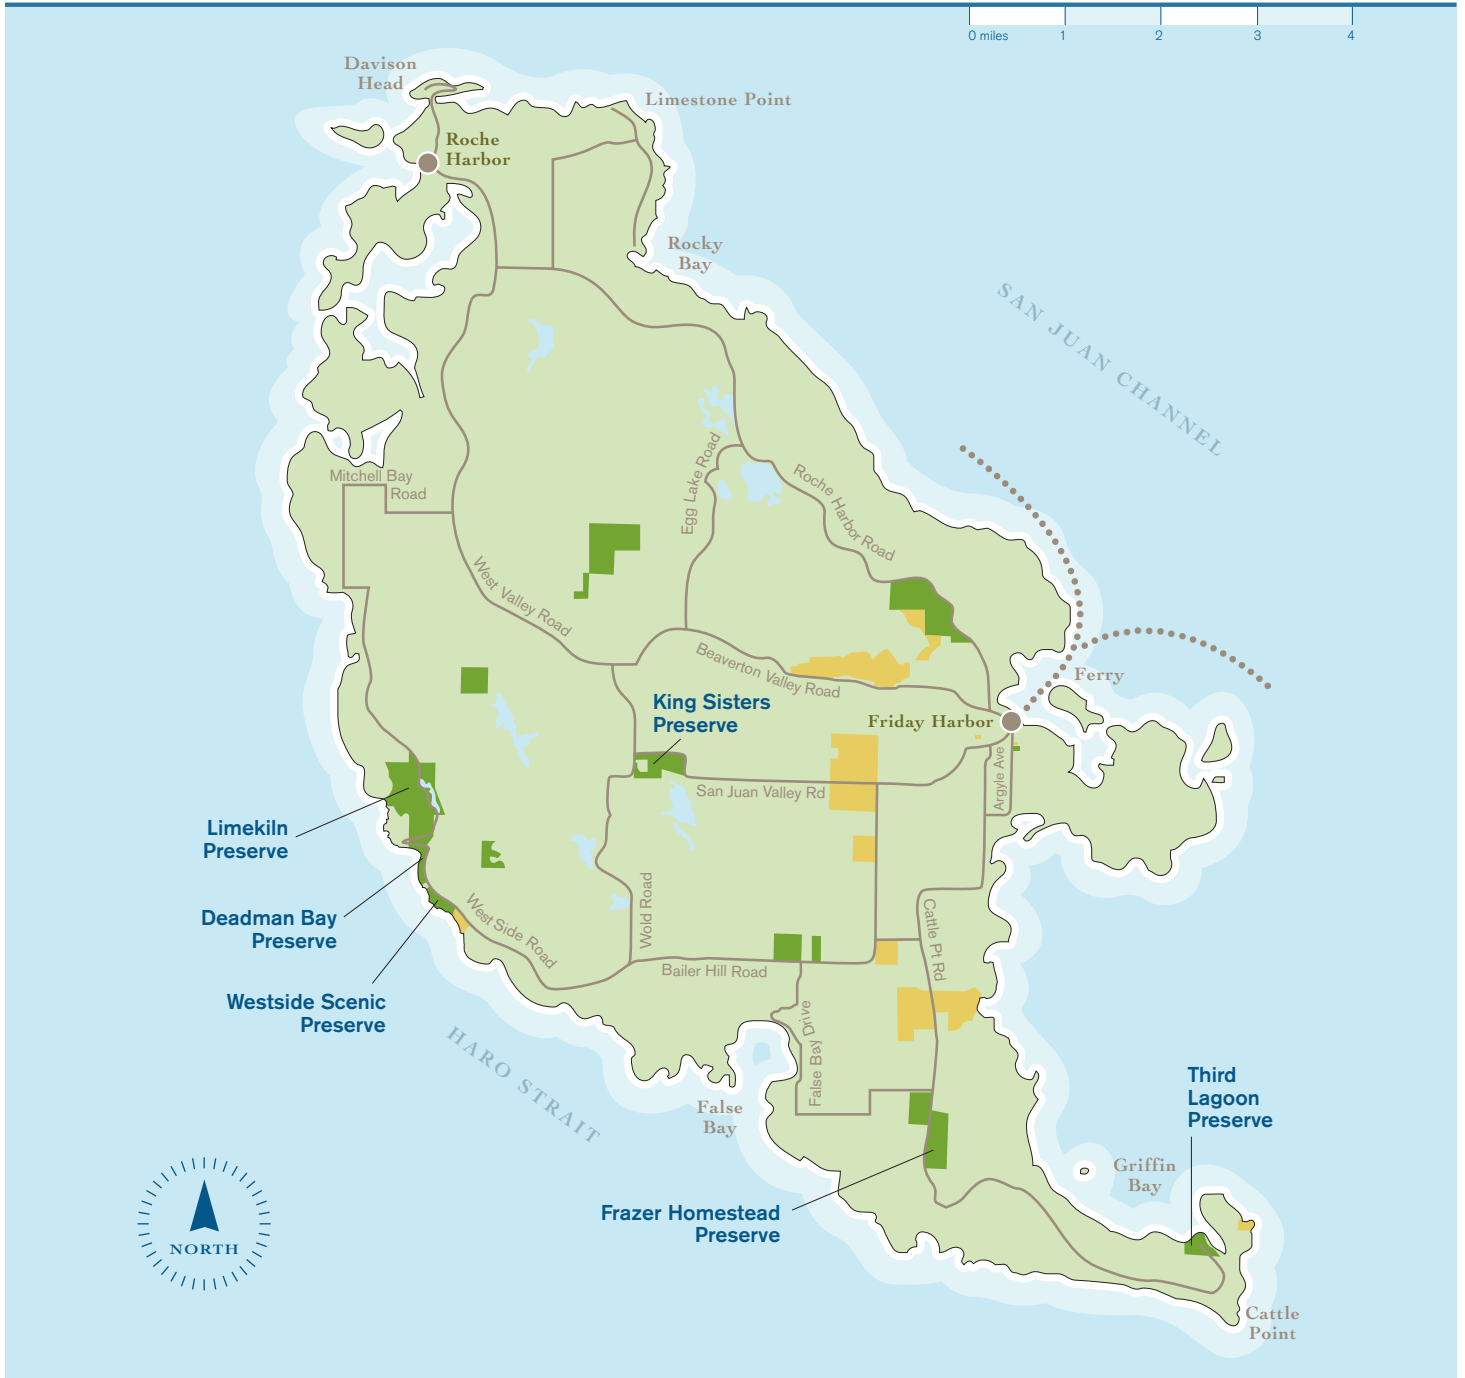 0 miles 1 2 3 4
Davison
Head
Limestone Point
Roche
Harbor
Rocky
Bay
SAN JUAN CHANNEL
Mitchell Bay
Road
Egg Lake Road
Roche Harbor Road
West Valley Road
Beaverton Valley Road
Ferry
King Sisters
Preserve
Friday Harbor
San Juan Valley Rd
Argyle Ave
Limekiln
Preserve
Deadman Bay
Preserve
West Side Road
Wold Road
Cattle Pt Rd
Bailer Hill Road
Westside Scenic
Preserve
False Bay Drive
HARO STRAIT
False
Bay
Third
Lagoon
Preserve
Griffin
Bay
Frazer Homestead
Preserve
NORTH
Cattle
Point